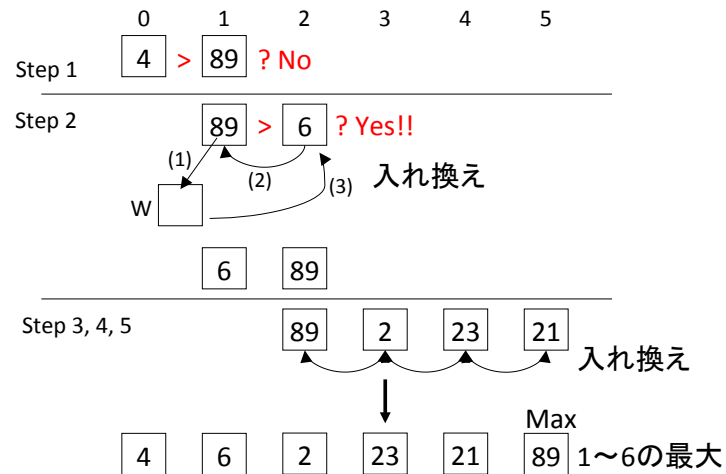 0 1 2 3 4 5
Step 1 4 > 89 ? No
Step 2 89 > 6 ? Yes!!
(1) (2) (3) 入れ換え
W
6 89
Step 3, 4, 5
89 2 23 21
入れ換え
Max
4 6 2 23 21 89 1～6の最大